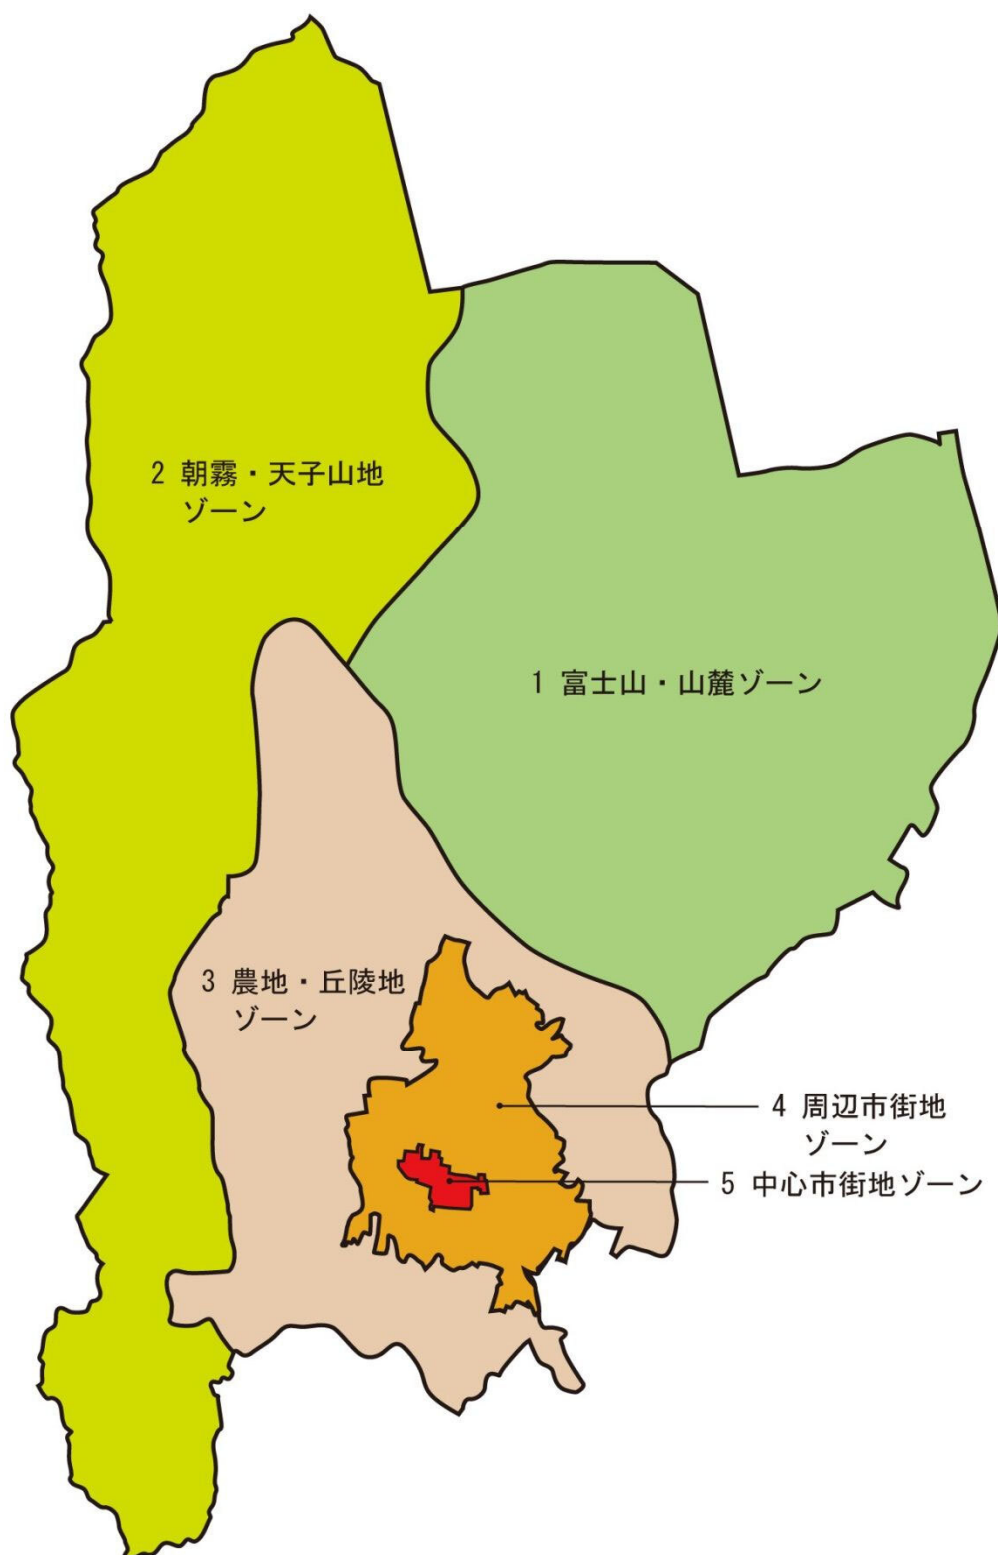 2 朝霧・天子山地
ゾーン
1 富士山・山麓ゾーン
3 農地・丘陵地
ゾーン
4 周辺市街地
ゾーン
5 中心市街地ゾーン